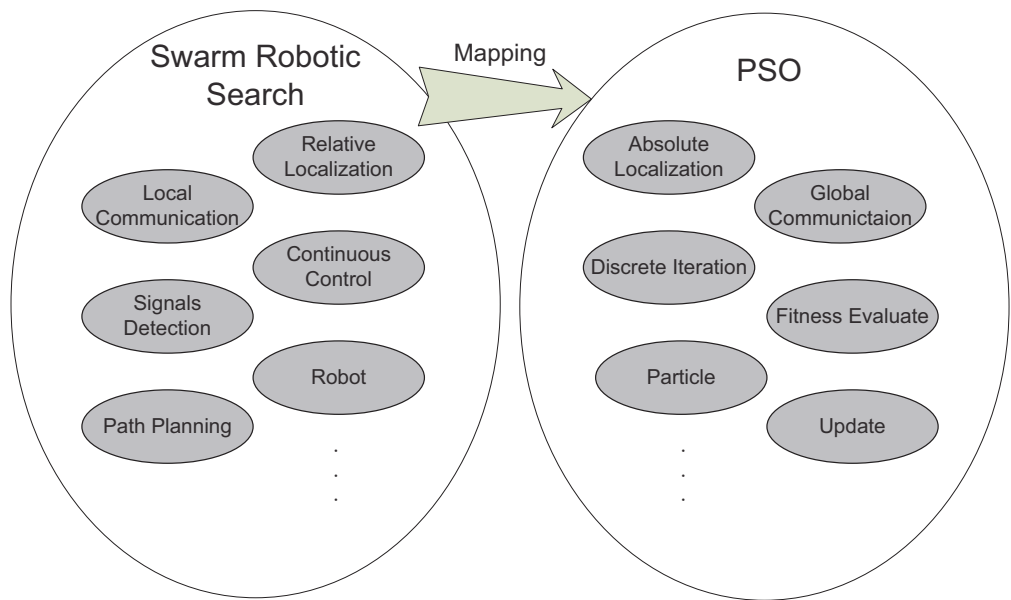 Swarm Robotic
Search
Mapping
PSO
Relative
Localization
Local
Communication
Continuous
Control
Signals
Detection
Robot
Path Planning
Absolute
Localization
Global
Communictaion
Discrete Iteration
Fitness Evaluate
Particle
Update